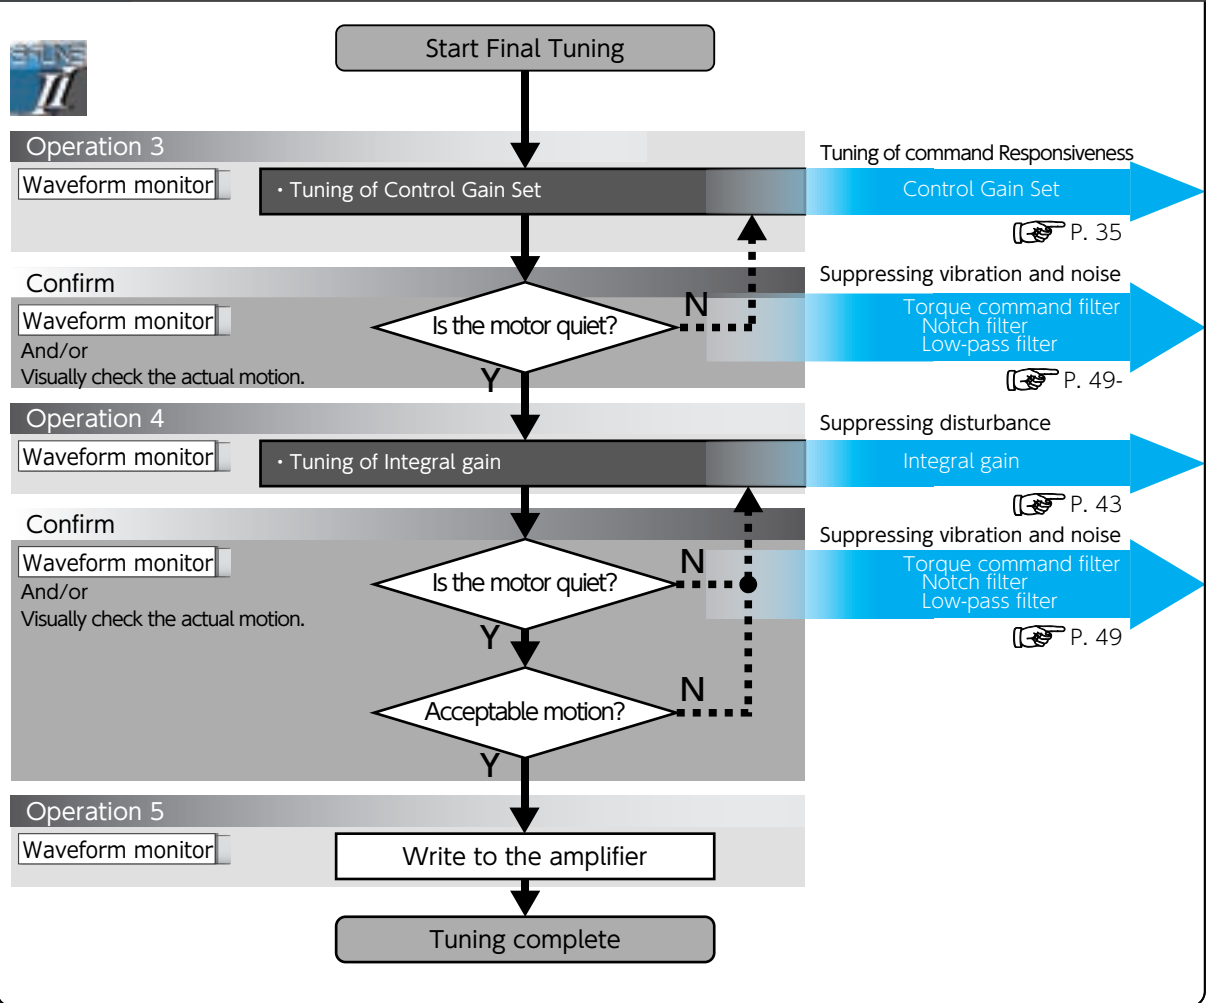 Start Final Tuning
II
Operation 3
Tuning of command Responsiveness
Waveform monitor
・Tuning of Control Gain Set
Control Gain Set
P. 35
Confirm
Suppressing vibration and noise
Waveform monitor
And/or
Visually check the actual motion.
Is the motor quiet?
N
Y
Torque command filter
Notch filter
Low-pass filter
P. 49-
Operation 4
Suppressing disturbance
Waveform monitor
・Tuning of Integral gain
Integral gain
P. 43
Confirm
Suppressing vibration and noise
Waveform monitor
And/or
Visually check the actual motion.
Is the motor quiet?
N
Y
Torque command filter
Notch filter
Low-pass filter
P. 49
Acceptable motion?
N
Y
Operation 5
Waveform monitor
Write to the amplifier
Tuning complete